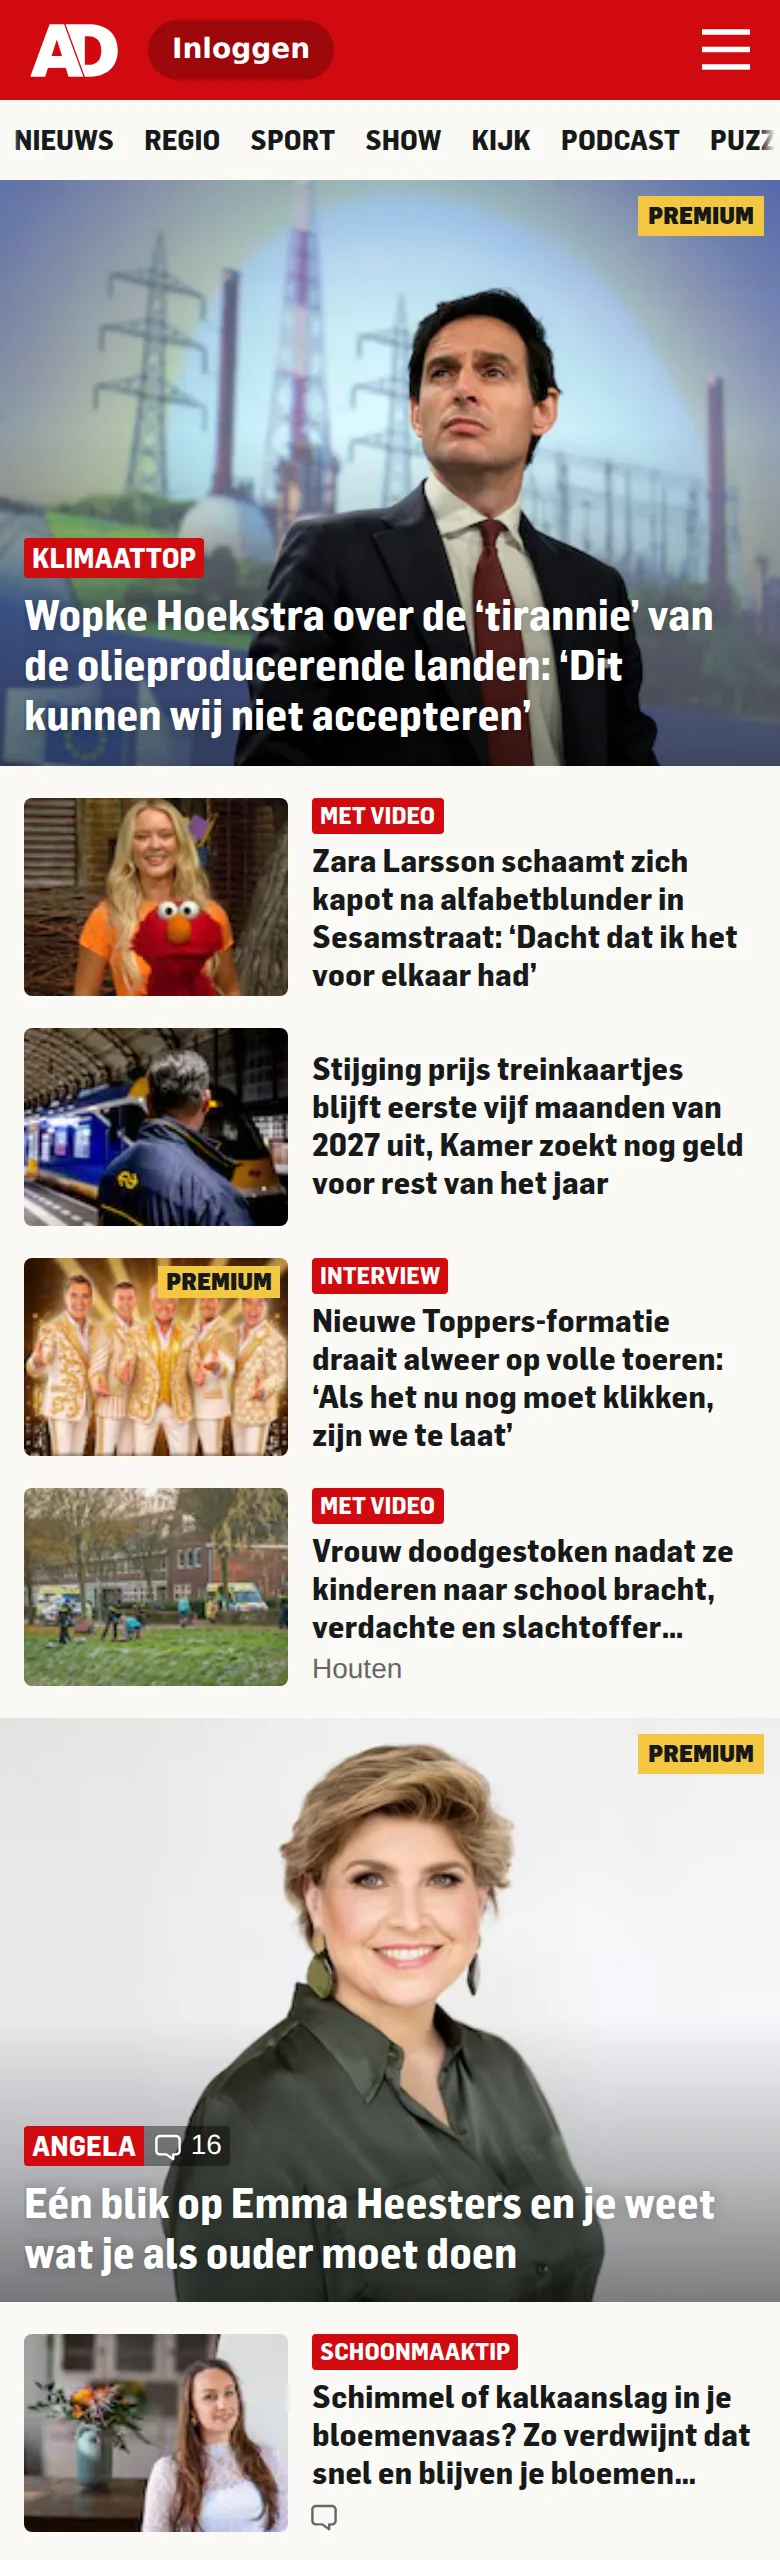 AD
Inloggen
NIEUWS REGIO SPORT SHOW KIJK PODCAST PUZZ
PREMIUM
KLIMAATTOP
Wopke Hoekstra over de ‘tirannie’ van
de olieproducerende landen: ‘Dit
kunnen wij niet accepteren’
MET VIDEO
Zara Larsson schaamt zich
kapot na alfabetblunder in
Sesamstraat: ‘Dacht dat ik het
voor elkaar had’
Stijging prijs treinkaartjes
blijft eerste vijf maanden van
2027 uit, Kamer zoekt nog geld
voor rest van het jaar
PREMIUM
INTERVIEW
Nieuwe Toppers-formatie
draait alweer op volle toeren:
‘Als het nu nog moet klikken,
zijn we te laat’
MET VIDEO
Vrouw doodgestoken nadat ze
kinderen naar school bracht,
verdachte en slachtoffer...
Houten
PREMIUM
ANGELA 16
Eén blik op Emma Heesters en je weet
wat je als ouder moet doen
SCHOONMAAKTIP
Schimmel of kalkaanslag in je
bloemenvaas? Zo verdwijnt dat
snel en blijven je bloemen...